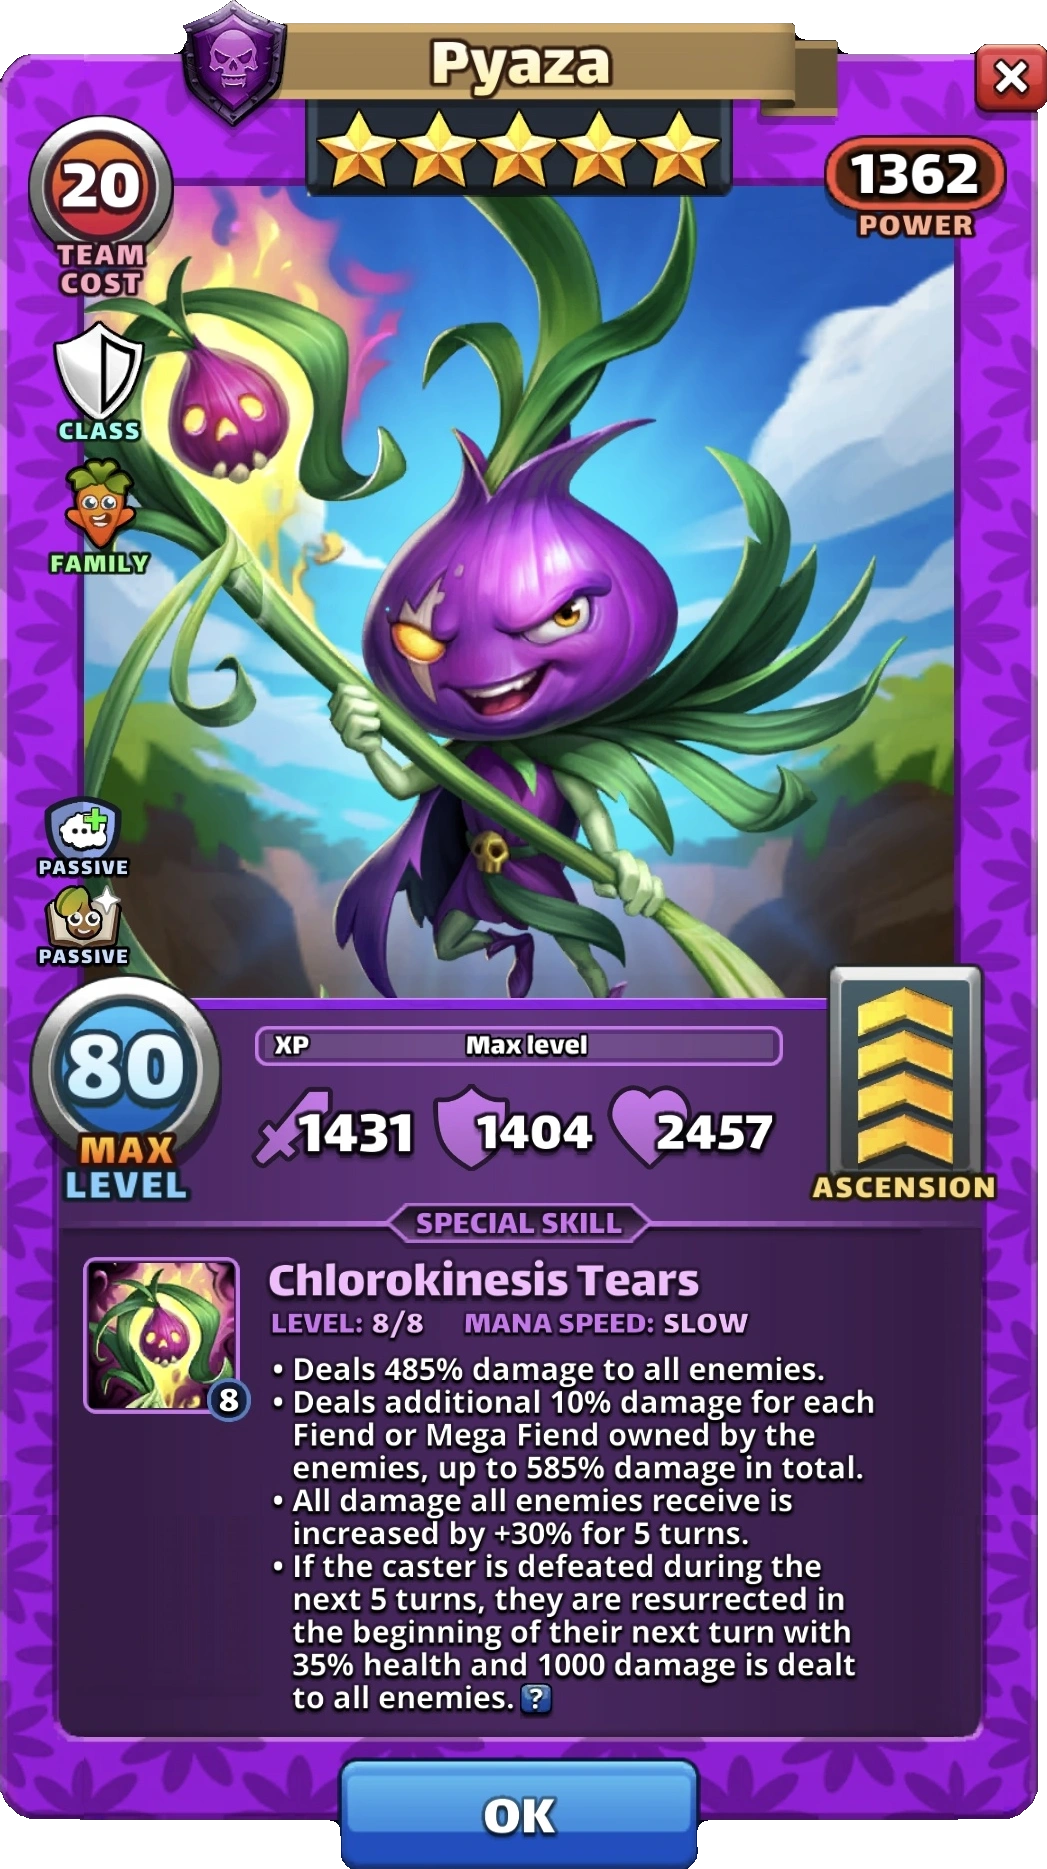 Pyaza
20
TEAM
COST
1362
POWER
CLASS
FAMILY
PASSIVE
PASSIVE
80
MAX
LEVEL
XP Max level
1431 1404 2457
ASCENSION
SPECIAL SKILL
Chlorokinesis Tears
LEVEL: 8/8 MANA SPEED: SLOW
8
• Deals 485% damage to all enemies.
• Deals additional 10% damage for each
Fiend or Mega Fiend owned by the
enemies, up to 585% damage in total.
• All damage all enemies receive is
increased by +30% for 5 turns.
• If the caster is defeated during the
next 5 turns, they are resurrected in
the beginning of their next turn with
35% health and 1000 damage is dealt
to all enemies. ?
OK